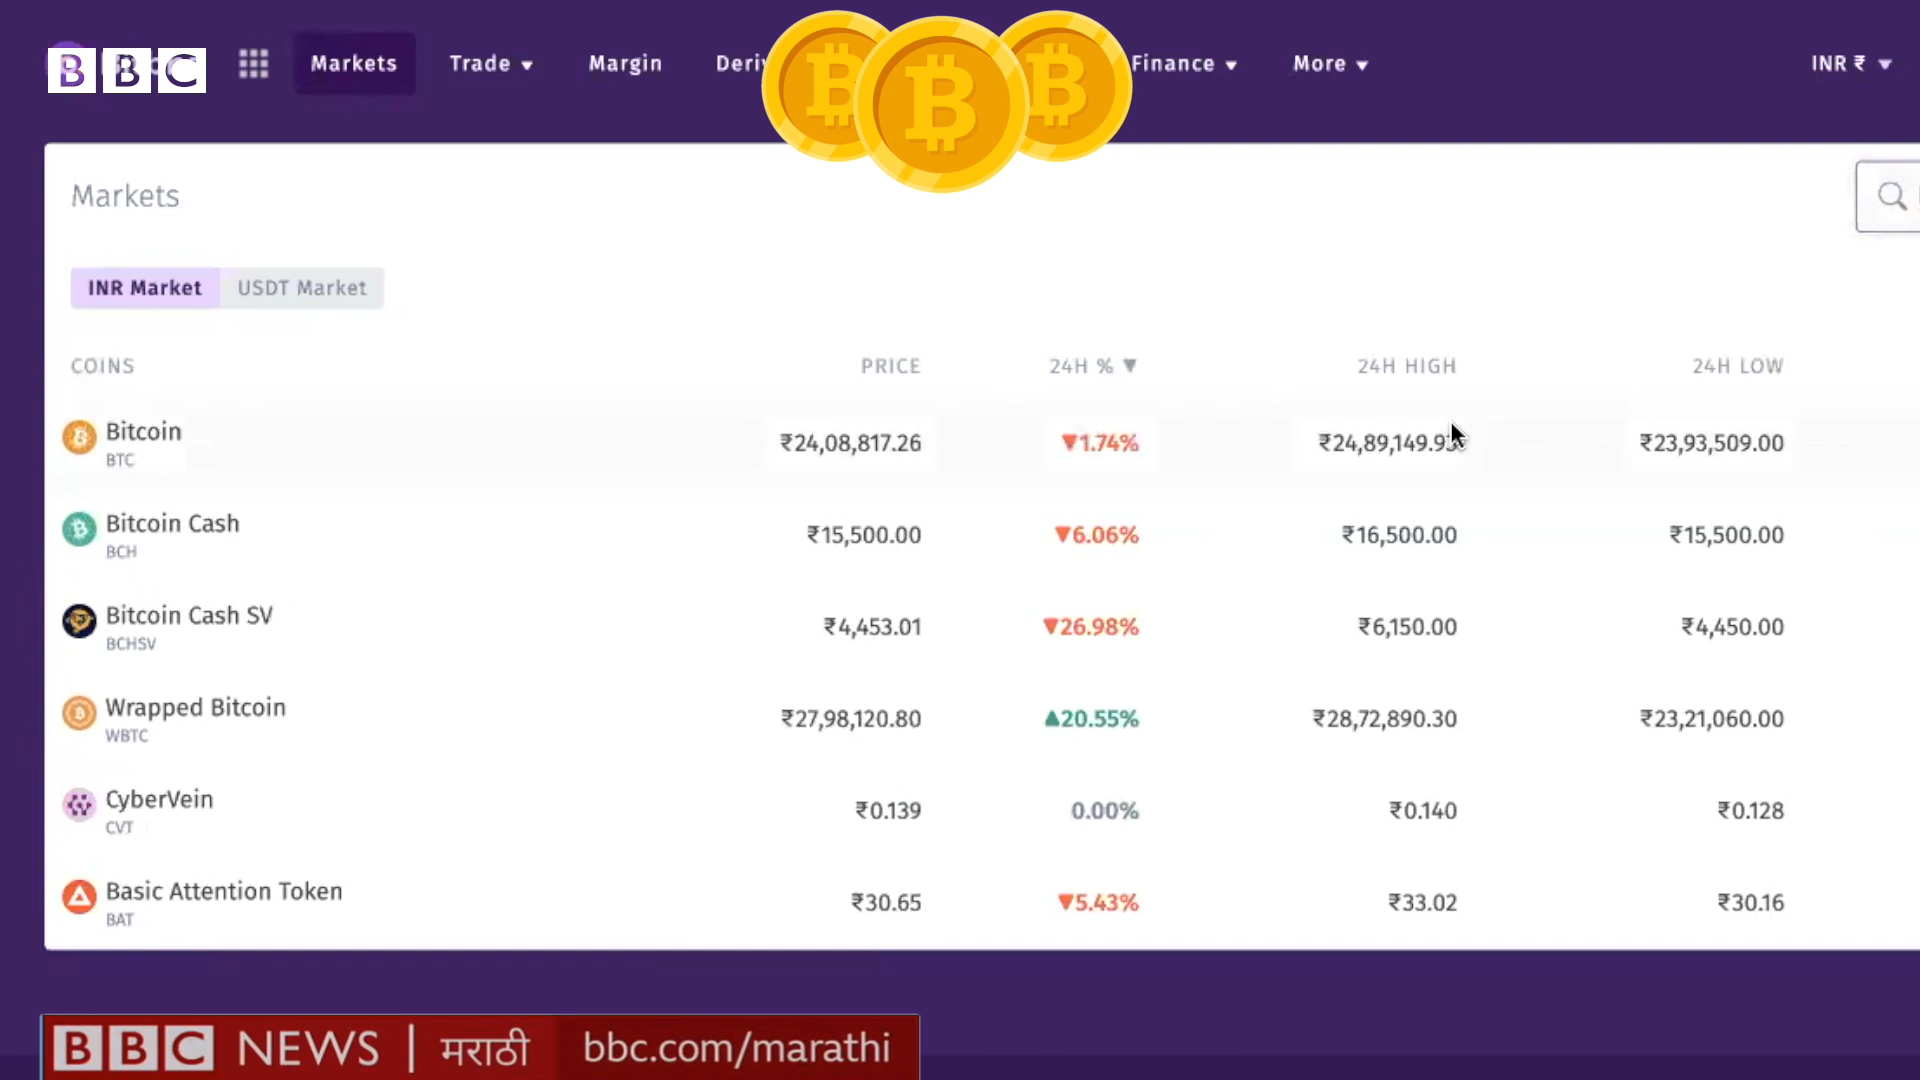 BBC
Markets Trade Margin Finance More INR ₹
Markets
INR Market USDT Market
COINS PRICE 24H % ▼ 24H HIGH 24H LOW
Bitcoin ₹24,08,817.26 ▼1.74% ₹23,93,509.00
BTC
Bitcoin Cash ₹15,500.00 ▼6.06% ₹16,500.00 ₹15,500.00
BCH
Bitcoin Cash SV ₹4,453.01 ▼26.98% ₹6,150.00 ₹4,450.00
BCHSV
Wrapped Bitcoin ₹27,98,120.80 ▲20.55% ₹28,72,890.30 ₹23,21,060.00
WBTC
CyberVein ₹0.139 0.00% ₹0.140 ₹0.128
CVT
Basic Attention Token ₹30.65 ▼5.43% ₹33.02 ₹30.16
BAT
BBC NEWS | मराठी bbc.com/marathi